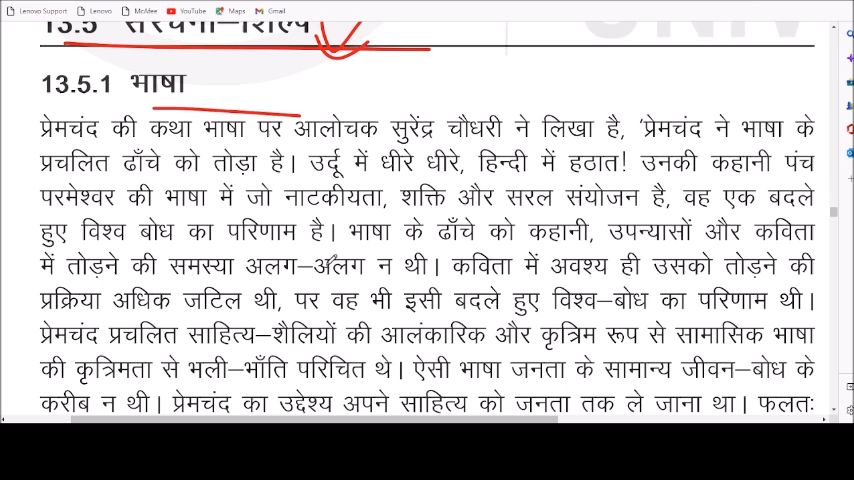 Lenovo Support Lenovo McAfee YouTube Maps Gmail
13.5 संरचना–शिल्प
13.5.1 भाषा
प्रेमचंद की कथा भाषा पर आलोचक सुरेंद्र चौधरी ने लिखा है, 'प्रेमचंद ने भाषा के
प्रचलित ढाँचे को तोड़ा है। उर्दू में धीरे धीरे, हिन्दी में हठात! उनकी कहानी पंच
परमेश्वर की भाषा में जो नाटकीयता, शक्ति और सरल संयोजन है, वह एक बदले
हुए विश्व बोध का परिणाम है। भाषा के ढाँचे को कहानी, उपन्यासों और कविता
में तोड़ने की समस्या अलग–अलग न थी। कविता में अवश्य ही उसको तोड़ने की
प्रक्रिया अधिक जटिल थी, पर वह भी इसी बदले हुए विश्व–बोध का परिणाम थी।
प्रेमचंद प्रचलित साहित्य–शैलियों की आलंकारिक और कृत्रिम रूप से सामासिक भाषा
की कृत्रिमता से भली–भाँति परिचित थे। ऐसी भाषा जनता के सामान्य जीवन–बोध के
करीब न थी। प्रेमचंद का उद्देश्य अपने साहित्य को जनता तक ले जाना था। फलतः